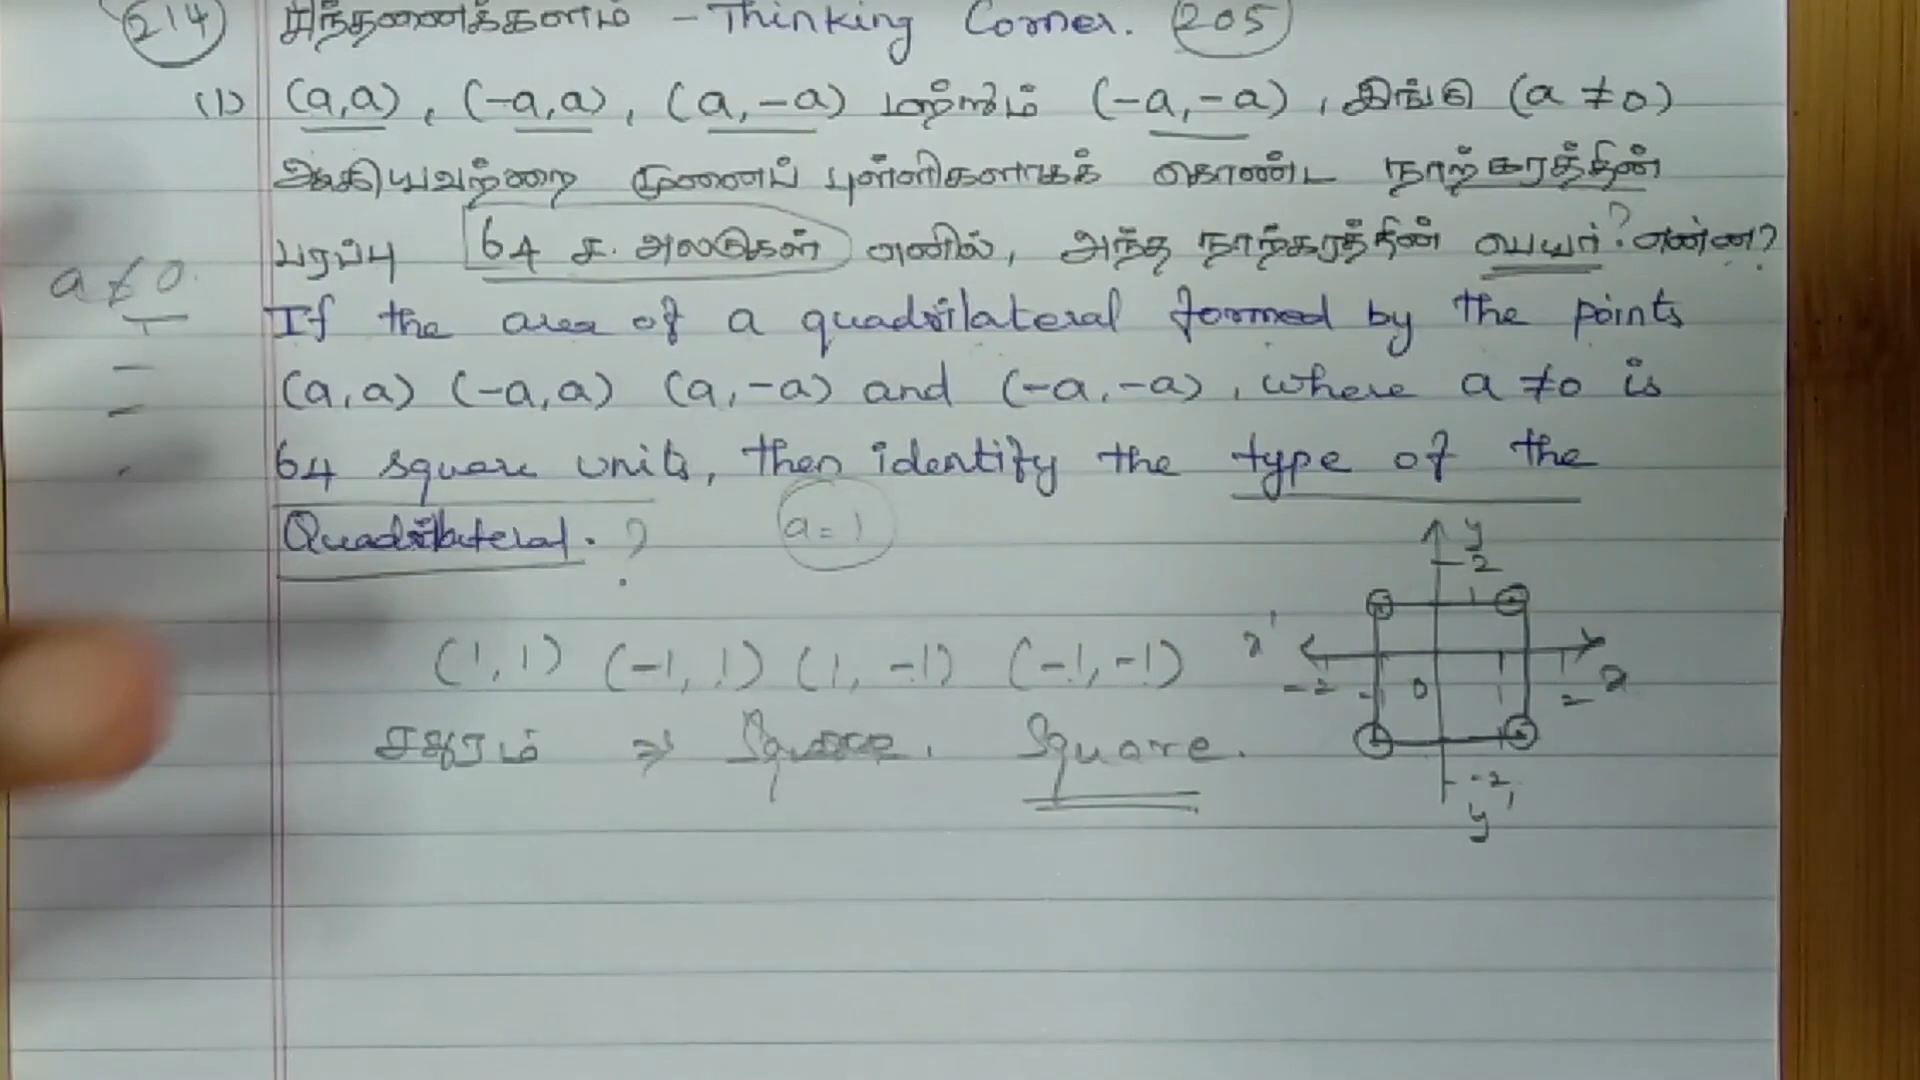 214 சிந்தனைக்களம் - Thinking Corner. 205
(1) (a,a), (-a,a), (a,-a) மற்றும் (-a,-a), இங்கு (a ≠ 0)
ஆகியவற்றை முனைப் புள்ளிகளாகக் கொண்ட நாற்கரத்தின்
பரப்பு 64 ச. அலகுகள் எனில், அந்த நாற்கரத்தின் பெயர்? என்ன?
a ≠ 0.
If the area of a quadrilateral formed by the points
(a,a) (-a,a) (a,-a) and (-a,-a), where a ≠ 0 is
64 square units, then identify the type of the
Quadrilateral. ?
a = 1
(1,1) (-1,1) (1,-1) (-1,-1)
சதுரம் ⇒ Square. Square.
y
2
x' x
-2 0 2
-2
y'